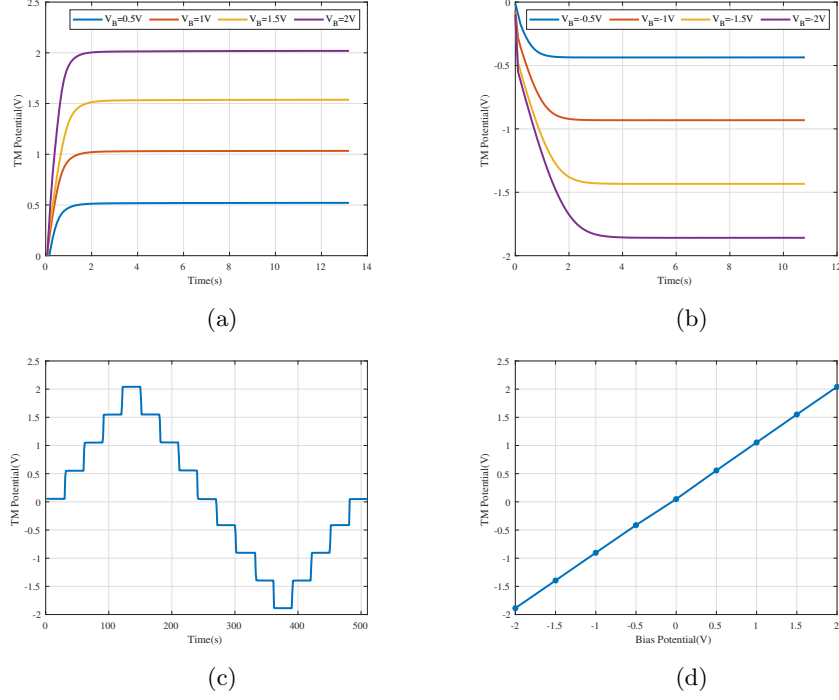 V_B=0.5V V_B=1V V_B=1.5V V_B=2V
2.5
2
1.5
1
0.5
0
TM Potential(V)
0 2 4 6 8 10 12 14
Time(s)
(a)
V_B=-0.5V V_B=-1V V_B=-1.5V V_B=-2V
0
-0.5
-1
-1.5
-2
TM Potential(V)
0 2 4 6 8 10 12
Time(s)
(b)
2.5
2
1.5
1
0.5
0
-0.5
-1
-1.5
-2
TM Potential(V)
0 100 200 300 400 500
Time(s)
(c)
2.5
2
1.5
1
0.5
0
-0.5
-1
-1.5
-2
TM Potential(V)
-2 -1.5 -1 -0.5 0 0.5 1 1.5 2
Bias Potential(V)
(d)